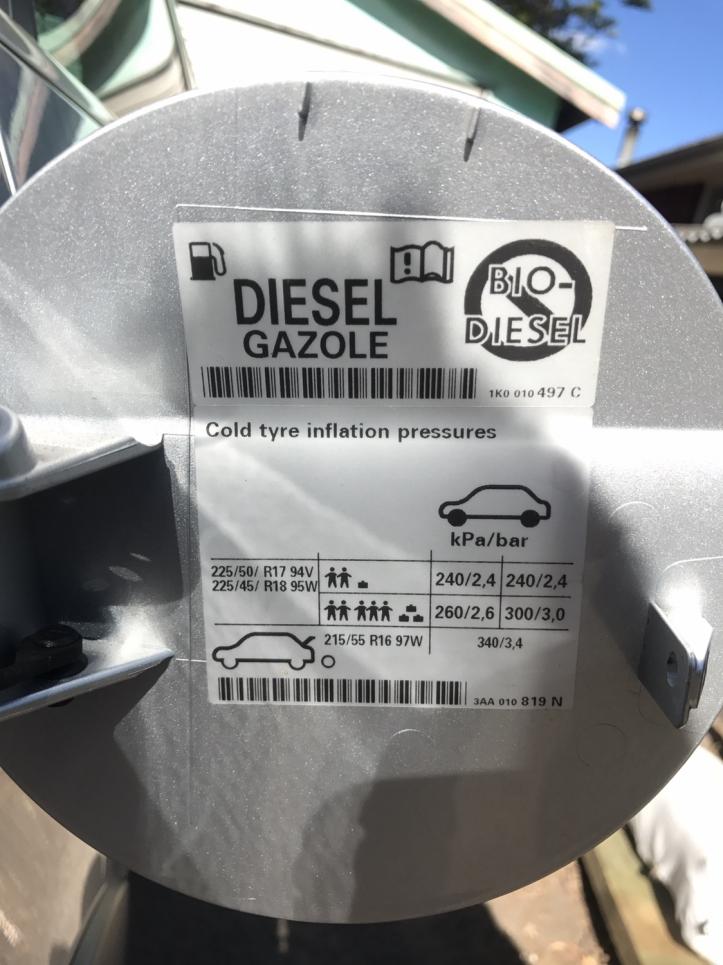 DIESEL
GAZOLE
BIO-
DIESEL
1K0 010 497 C
Cold tyre inflation pressures
kPa/bar
225/50/ R17 94V
225/45/ R18 95W
240/2,4 240/2,4
260/2,6 300/3,0
215/55 R16 97W 340/3,4
3AA 010 819 N